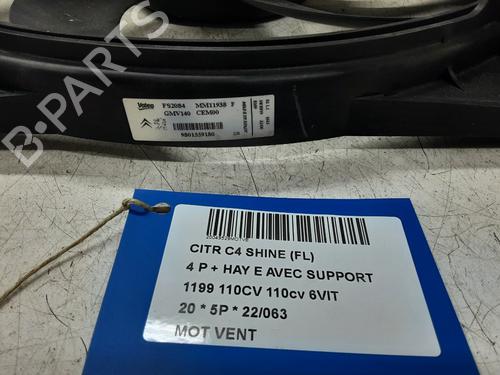 Valeo FS2084 MM11938 P
GMV140 CEM00
9801559180
CITR C4 SHINE (FL)
4 P + HAY E AVEC SUPPORT
1199 110CV 110cv 6VIT
20 * 5P * 22/063
MOT VENT
B-PARTS